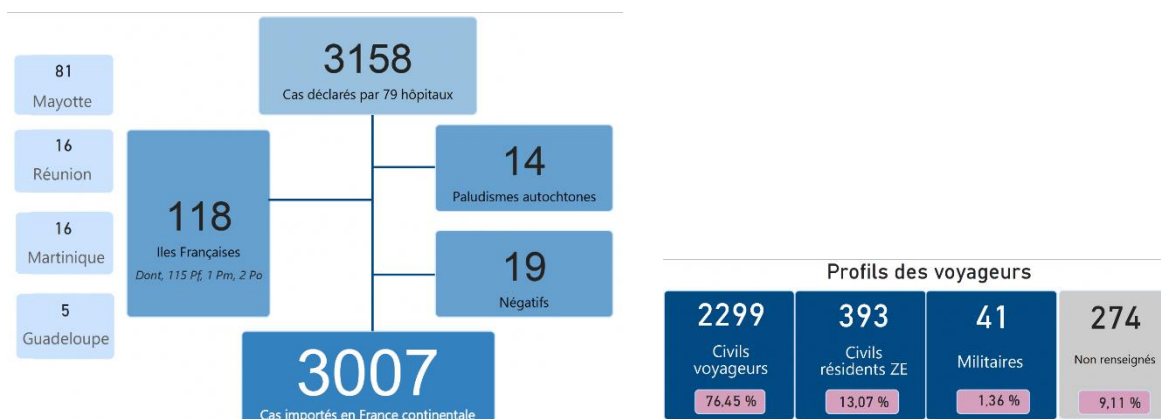 3158
Cas déclarés par 79 hôpitaux
81
Mayotte
16
Réunion
16
Martinique
5
Guadeloupe
118
Iles Françaises
Dont, 115 Pf, 1 Pm, 2 Po
14
Paludismes autochtones
19
Négatifs
3007
Cas importés en France continentale
Profils des voyageurs
2299
Civils
voyageurs
76,45 %
393
Civils
résidents ZE
13,07 %
41
Militaires
1,36 %
274
Non renseignés
9,11 %